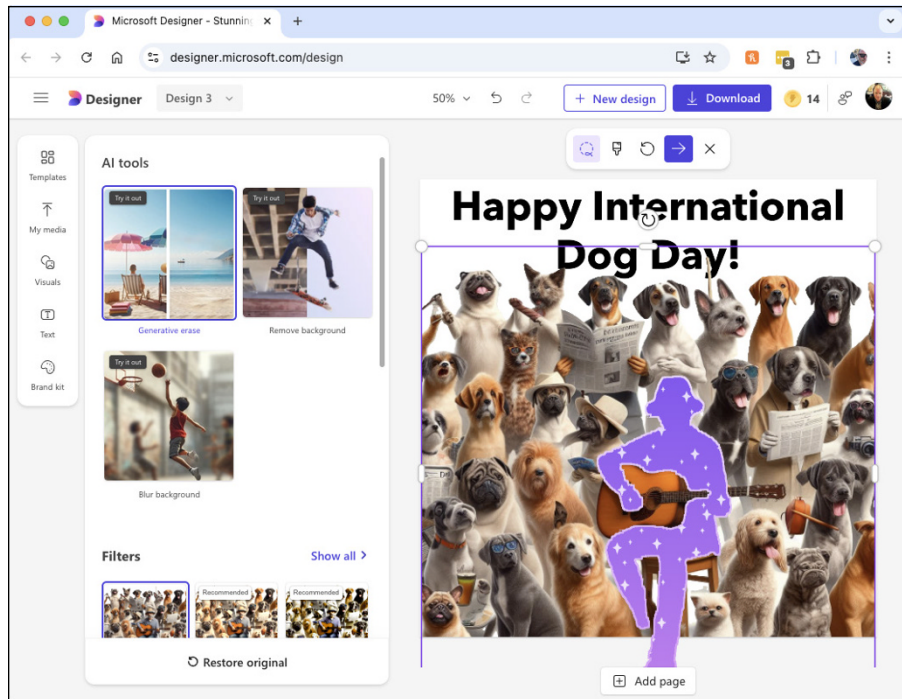 Microsoft Designer - Stunning
designer.microsoft.com/design
3
Designer
Design 3
50%
+ New design
Download
14
Templates
My media
Visuals
Text
Brand kit
AI tools
Try it out
Generative erase
Try it out
Remove background
Try it out
Blur background
Filters
Show all >
Recommended
Recommended
Restore original
Happy International
Dog Day!
Add page